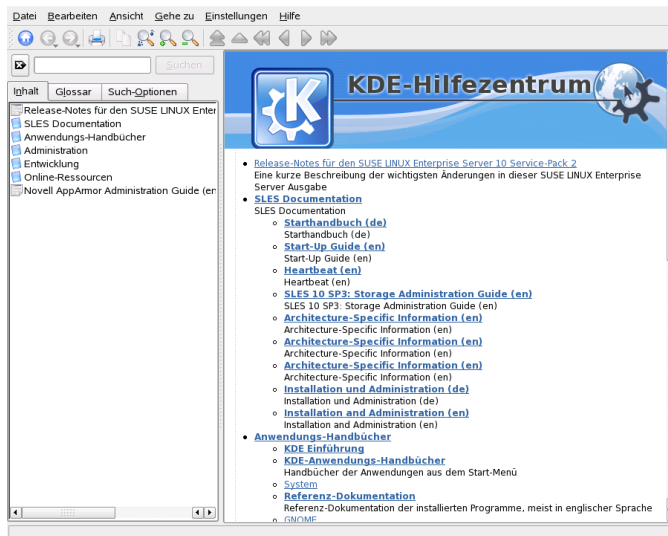 Datei Bearbeiten Ansicht Gehe zu Einstellungen Hilfe
Suchen
Inhalt Glossar Such-Optionen
Release-Notes für den SUSE LINUX Enter
SLES Documentation
Anwendungs-Handbücher
Administration
Entwicklung
Online-Ressourcen
Novell AppArmor Administration Guide (en
KDE-Hilfezentrum
Release-Notes für den SUSE LINUX Enterprise Server 10 Service-Pack 2
Eine kurze Beschreibung der wichtigsten Änderungen in dieser SUSE LINUX Enterprise
Server Ausgabe
SLES Documentation
SLES Documentation
Starthandbuch (de)
Starthandbuch (de)
Start-Up Guide (en)
Start-Up Guide (en)
Heartbeat (en)
Heartbeat (en)
SLES 10 SP3: Storage Administration Guide (en)
SLES 10 SP3: Storage Administration Guide (en)
Architecture-Specific Information (en)
Architecture-Specific Information (en)
Architecture-Specific Information (en)
Architecture-Specific Information (en)
Architecture-Specific Information (en)
Architecture-Specific Information (en)
Installation und Administration (de)
Installation und Administration (de)
Installation and Administration (en)
Installation and Administration (en)
Anwendungs-Handbücher
KDE Einführung
KDE-Anwendungs-Handbücher
Handbücher der Anwendungen aus dem Start-Menü
System
Referenz-Dokumentation
Referenz-Dokumentation der installierten Programme, meist in englischer Sprache
GNOME